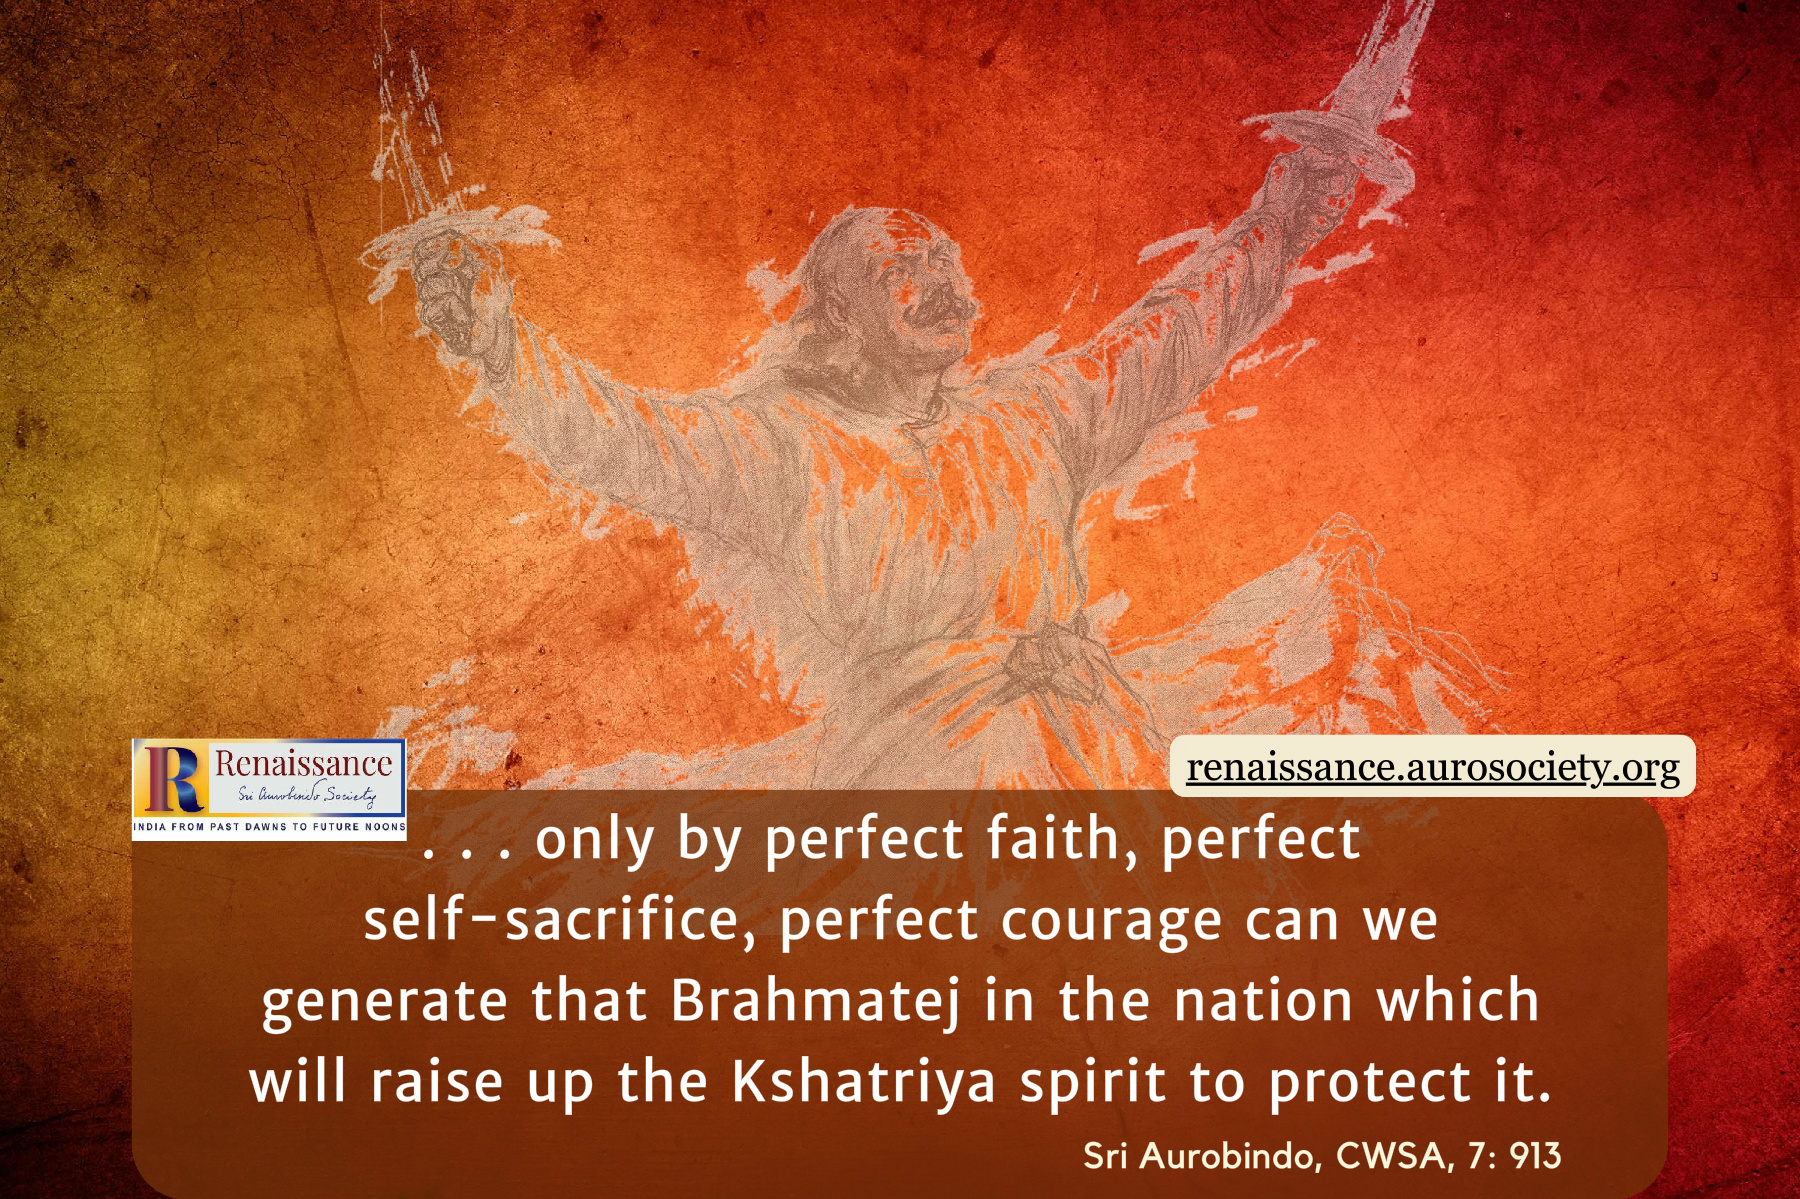 Renaissance
Sri Aurobindo Society
INDIA FROM PAST DAWNS TO FUTURE NOONS
renaissance.aurosociety.org
. . . only by perfect faith, perfect
self-sacrifice, perfect courage can we
generate that Brahmatej in the nation which
will raise up the Kshatriya spirit to protect it.
Sri Aurobindo, CWSA, 7: 913